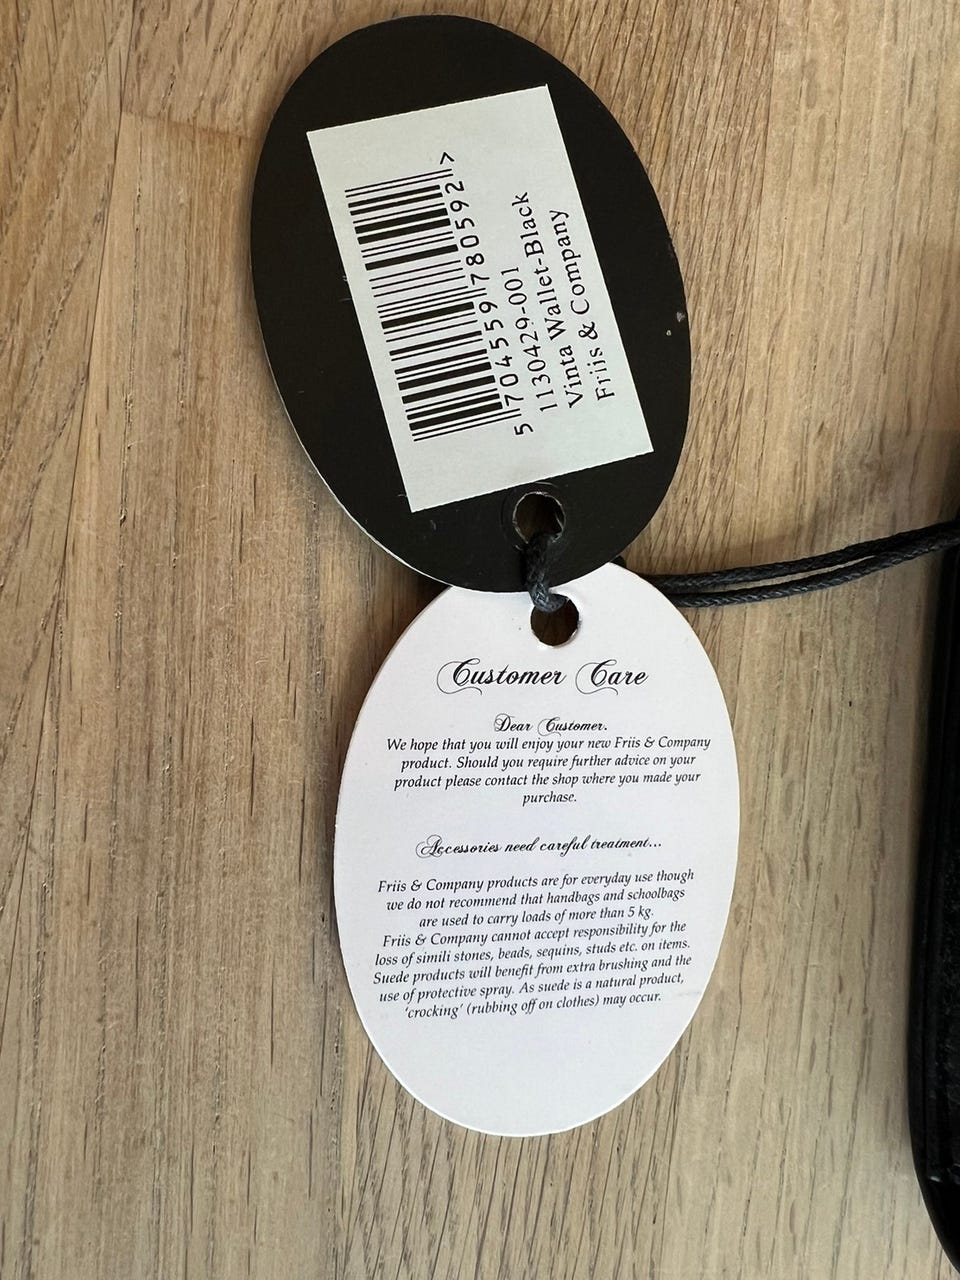 5 704559 780592 >
1130429-001
Vinta Wallet-Black
Friis & Company
Customer Care
Dear Customer.
We hope that you will enjoy your new Friis & Company
product. Should you require further advice on your
product please contact the shop where you made your
purchase.
Accessories need careful treatment...
Friis & Company products are for everyday use though
we do not recommend that handbags and schoolbags
are used to carry loads of more than 5 kg.
Friis & Company cannot accept responsibility for the
loss of simili stones, beads, sequins, studs etc. on items.
Suede products will benefit from extra brushing and the
use of protective spray. As suede is a natural product,
'crocking' (rubbing off on clothes) may occur.